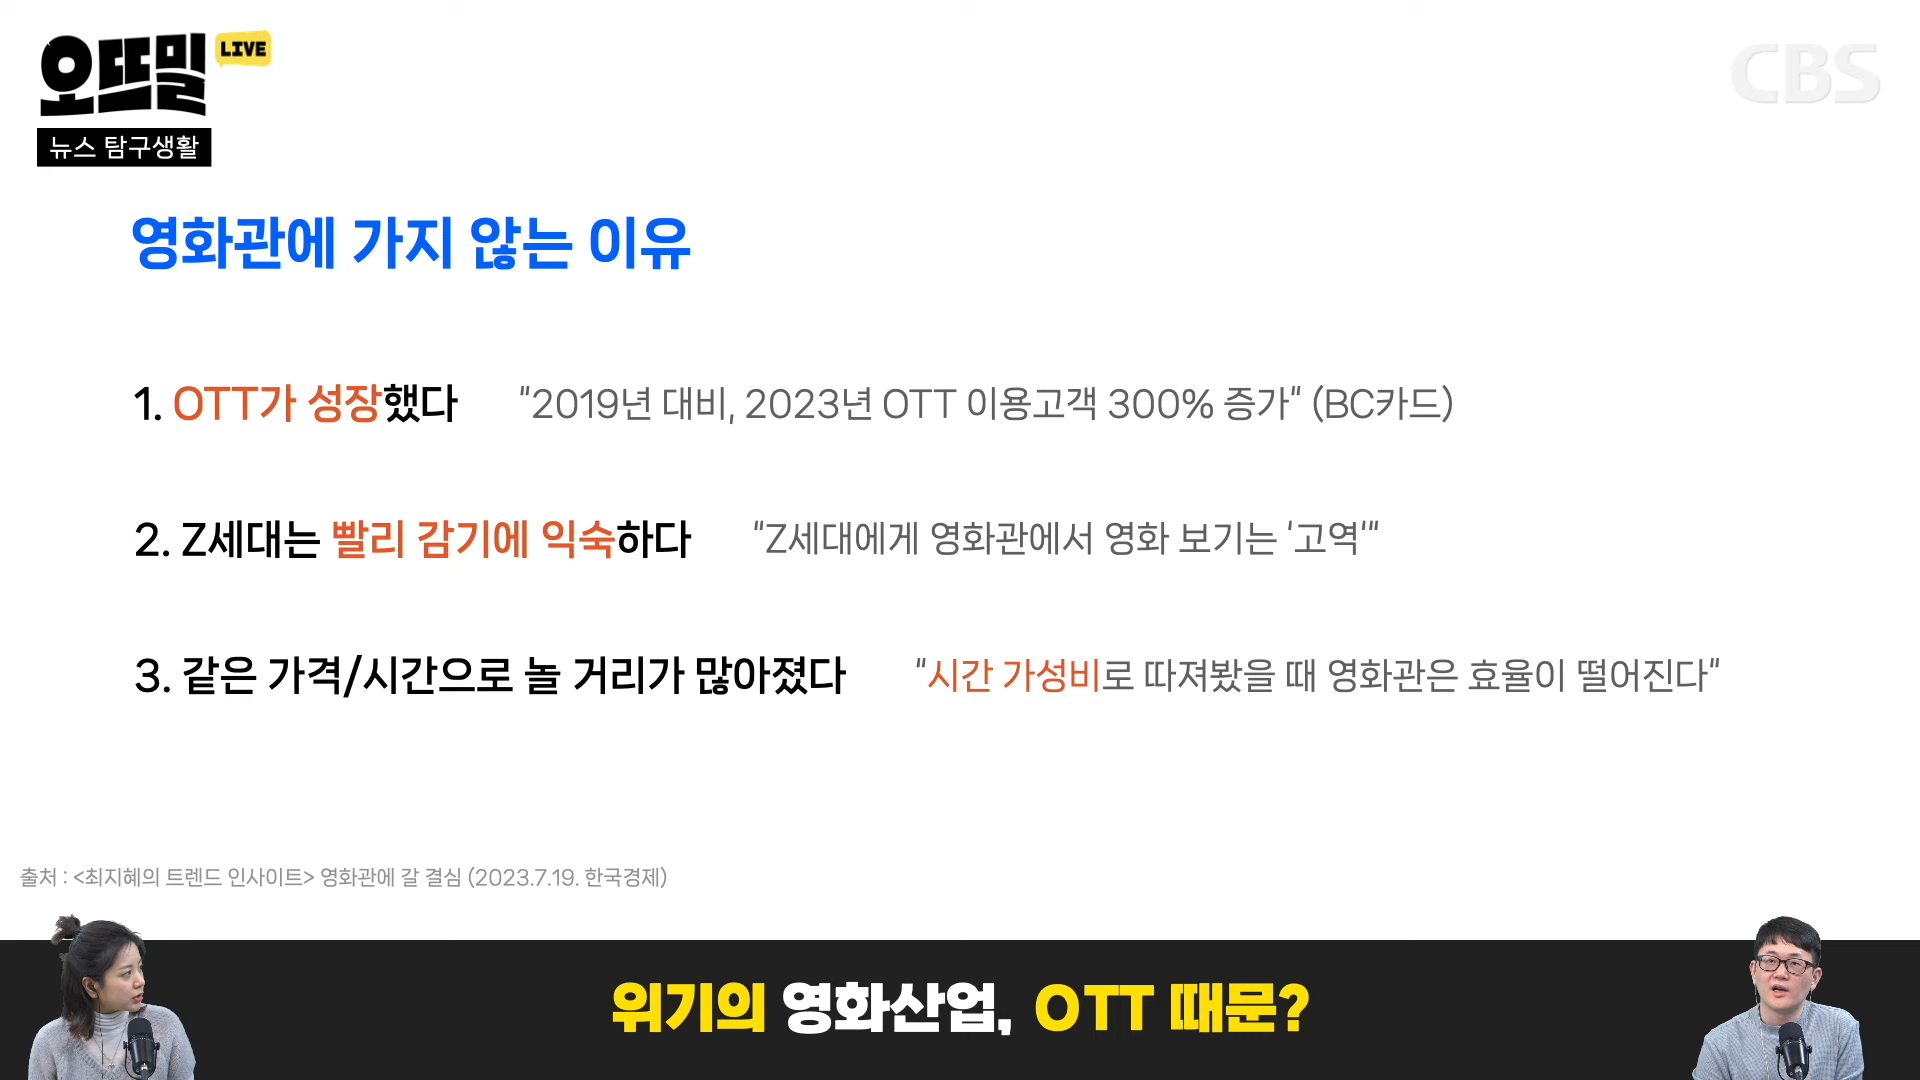 오뜨밀 LIVE
CBS
뉴스 탐구생활
영화관에 가지 않는 이유
1. OTT가 성장했다 "2019년 대비, 2023년 OTT 이용고객 300% 증가" (BC카드)
2. Z세대는 빨리 감기에 익숙하다 "Z세대에게 영화관에서 영화 보기는 '고역'"
3. 같은 가격/시간으로 놀 거리가 많아졌다 "시간 가성비로 따져봤을 때 영화관은 효율이 떨어진다"
출처 : <최지혜의 트렌드 인사이트> 영화관에 갈 결심 (2023.7.19. 한국경제)
위기의 영화산업, OTT 때문?